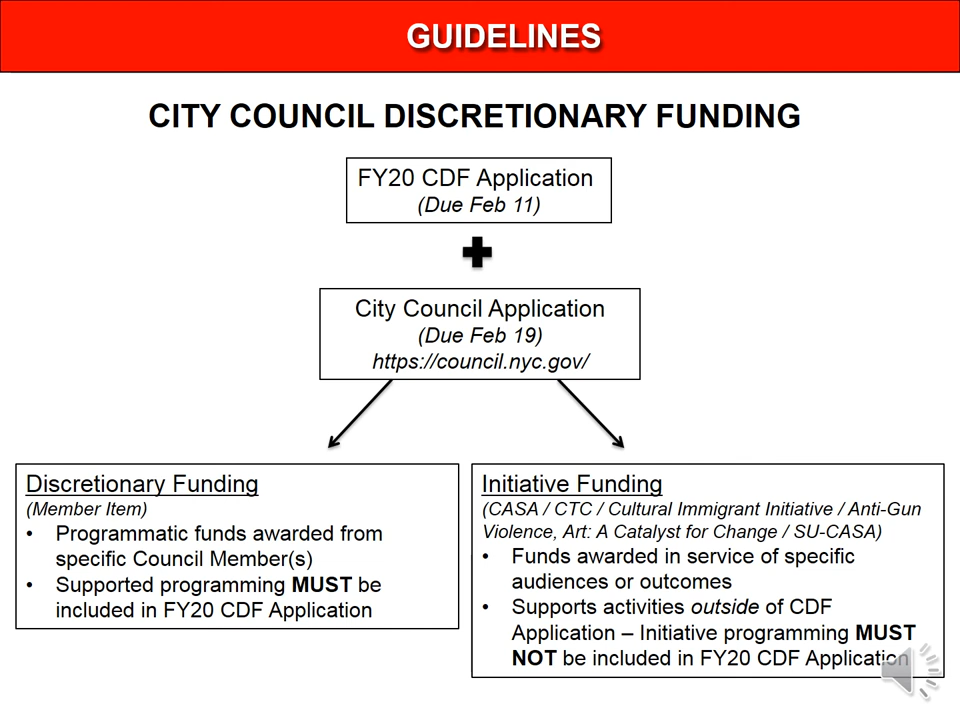 GUIDELINES
CITY COUNCIL DISCRETIONARY FUNDING
FY20 CDF Application
(Due Feb 11)
City Council Application
(Due Feb 19)
https://council.nyc.gov/
Discretionary Funding
(Member Item)
• Programmatic funds awarded from
specific Council Member(s)
• Supported programming MUST be
included in FY20 CDF Application
Initiative Funding
(CASA / CTC / Cultural Immigrant Initiative / Anti-Gun
Violence, Art: A Catalyst for Change / SU-CASA)
• Funds awarded in service of specific
audiences or outcomes
• Supports activities outside of CDF
Application – Initiative programming MUST
NOT be included in FY20 CDF Application